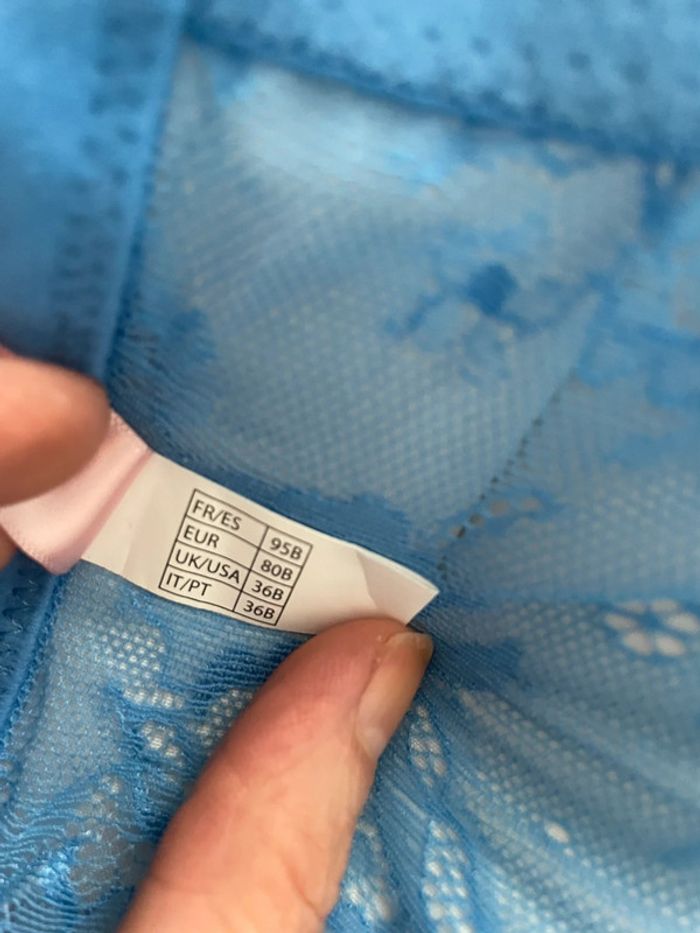 FR/ES 95B
EUR 80B
UK/USA 36B
IT/PT 36B